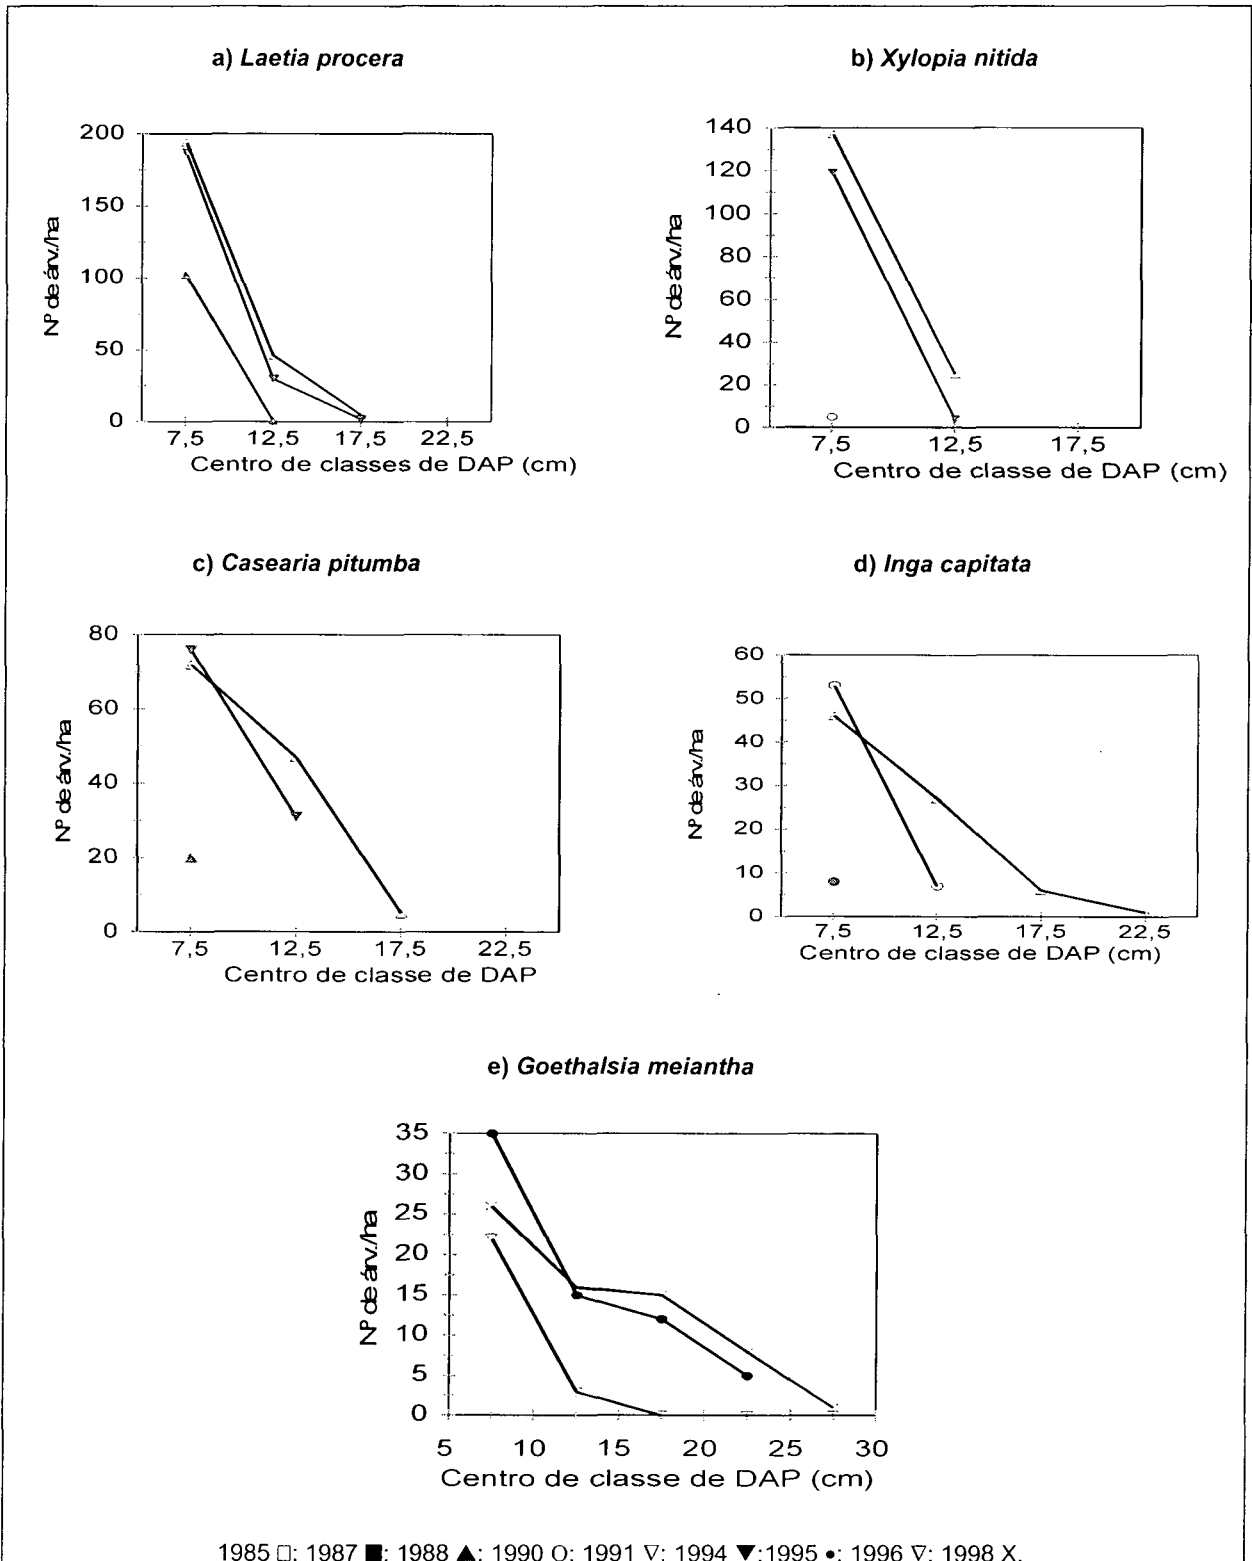 a) Laetia procera
200
150
100
50
0
Nº de árv./ha
7,5 12,5 17,5 22,5
Centro de classes de DAP (cm)
b) Xylopia nitida
140
120
100
80
60
40
20
0
Nº de árv./ha
7,5 12,5 17,5
Centro de classe de DAP (cm)
c) Casearia pitumba
80
60
40
20
0
Nº de árv./ha
7,5 12,5 17,5 22,5
Centro de classe de DAP
d) Inga capitata
60
50
40
30
20
10
0
Nº de árv./ha
7,5 12,5 17,5 22,5
Centro de classe de DAP (cm)
e) Goethalsia meiantha
35
30
25
20
15
10
5
0
Nº de árv./ha
5 10 15 20 25 30
Centro de classe de DAP (cm)
1985 □: 1987 ■: 1988 ▲: 1990 O: 1991 ▽: 1994 ▼:1995 •: 1996 ▽: 1998 X.